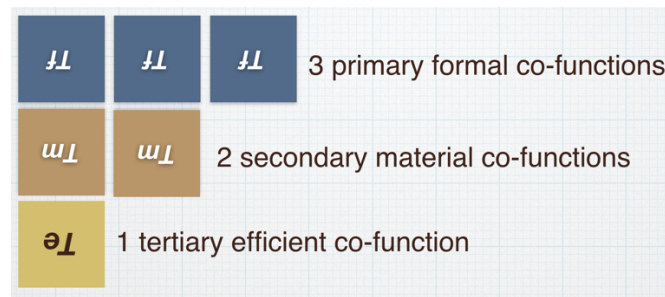 Tf Tf Tf 3 primary formal co-functions
Tm Tm 2 secondary material co-functions
Te 1 tertiary efficient co-function